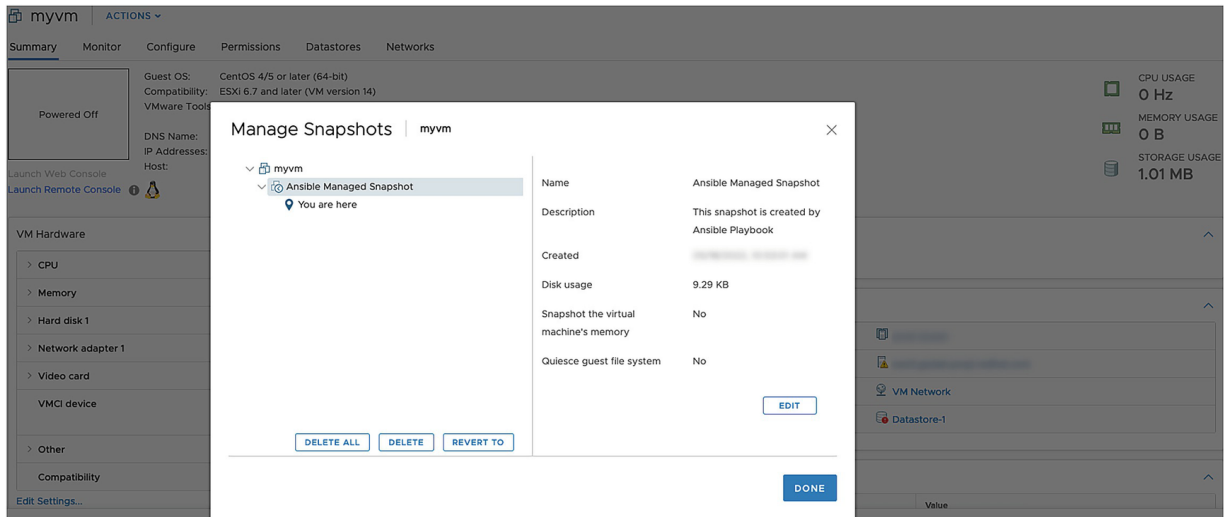 myvm ACTIONS
Summary Monitor Configure Permissions Datastores Networks
Powered Off
Guest OS: CentOS 4/5 or later (64-bit)
Compatibility: ESXi 6.7 and later (VM version 14)
VMware Tools
DNS Name:
IP Addresses:
Host:
Launch Web Console
Launch Remote Console
CPU USAGE
0 Hz
MEMORY USAGE
0 B
STORAGE USAGE
1.01 MB
VM Hardware
CPU
Memory
Hard disk 1
Network adapter 1
Video card
VMCI device
Other
Compatibility
Edit Settings...
Manage Snapshots myvm
myvm
Ansible Managed Snapshot
You are here
Name Ansible Managed Snapshot
Description This snapshot is created by
Ansible Playbook
Created
Disk usage 9.29 KB
Snapshot the virtual No
machine's memory
Quiesce guest file system No
EDIT
DELETE ALL DELETE REVERT TO
DONE
VM Network
Datastore-1
Value